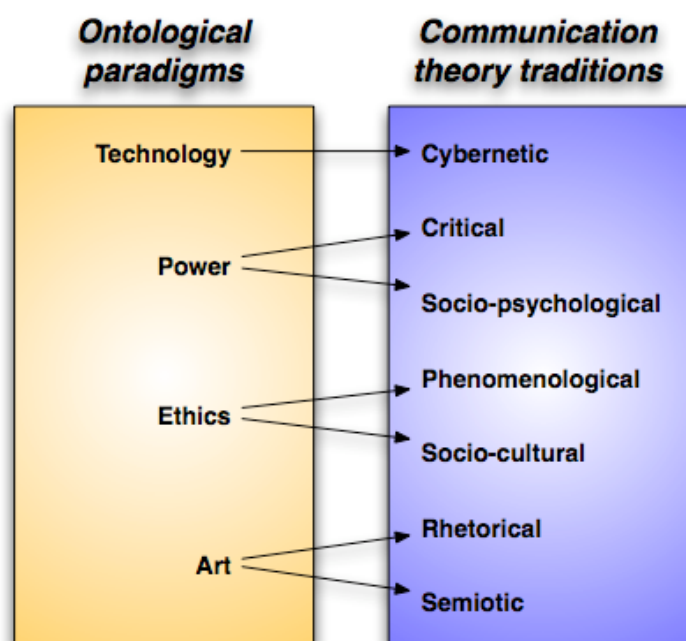 Ontological
paradigms
Communication
theory traditions
Technology
Power
Ethics
Art
Cybernetic
Critical
Socio-psychological
Phenomenological
Socio-cultural
Rhetorical
Semiotic